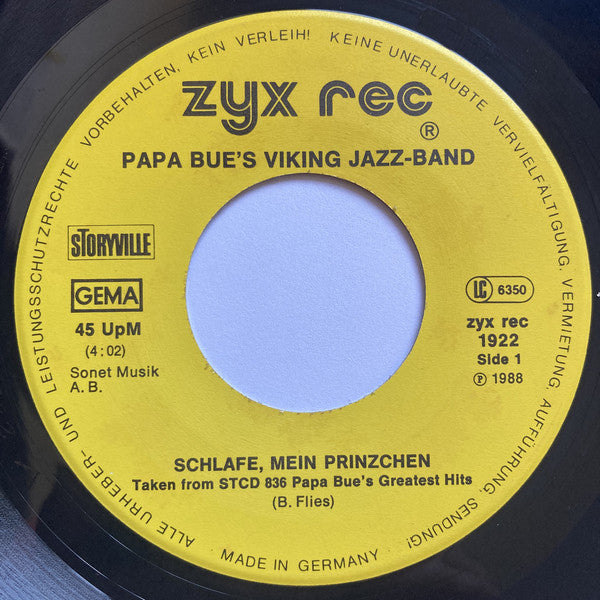 ALLE URHEBER- UND LEISTUNGSSCHUTZRECHTE VORBEHALTEN, KEIN VERLEIH! KEINE UNERLAUBTE VERVIELFALTIGUNG, VERMIETUNG, AUFFÜHRUNG, SENDUNG!
zyx rec
®
PAPA BUE'S VIKING JAZZ-BAND
STORYVILLE
GEMA
45 UpM
(4:02)
Sonet Musik
A.B.
LC 6350
zyx rec
1922
Side 1
Ⓟ 1988
SCHLAFE, MEIN PRINZCHEN
Taken from STCD 836 Papa Bue's Greatest Hits
(B. Flies)
MADE IN GERMANY